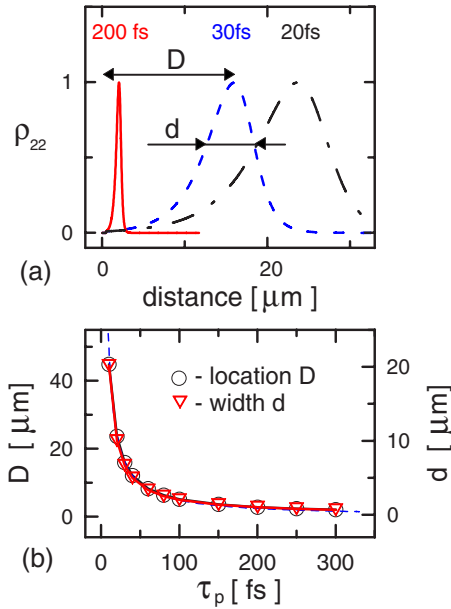 200 fs 30fs 20fs
D
1
d
ρ22
0
0 20
(a)
distance [ μm ]
- location D
- width d
D [ μm]
d [ μm]
40
20
0
20
10
0
0 100 200 300 400
(b)
τp [ fs ]